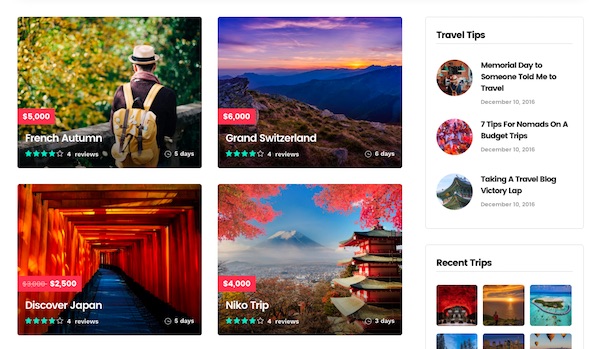 $5,000
French Autumn
4 reviews
5 days
$6,000
Grand Switzerland
4 reviews
6 days
$3,000 $2,500
Discover Japan
4 reviews
5 days
$4,000
Niko Trip
4 reviews
3 days
Travel Tips
Memorial Day to
Someone Told Me to
Travel
December 10, 2016
7 Tips For Nomads On A
Budget Trips
December 10, 2016
Taking A Travel Blog
Victory Lap
December 10, 2016
Recent Trips